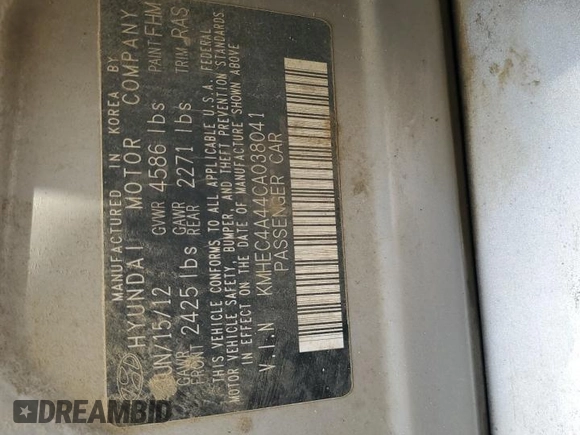 MANUFACTURED IN KOREA BY
HYUNDAI MOTOR COMPANY
JUN/15/12 GVWR 4586 lbs PAINT FHM
GAWR FRONT 2425 lbs GAWR REAR 2271 lbs TRIM RAS
THIS VEHICLE CONFORMS TO ALL APPLICABLE U.S.A. FEDERAL
MOTOR VEHICLE SAFETY, BUMPER, AND THEFT PREVENTION STANDARDS
IN EFFECT ON THE DATE OF MANUFACTURE SHOWN ABOVE
V.I.N KMHEC4A44CA038041
PASSENGER CAR
DREAMBID